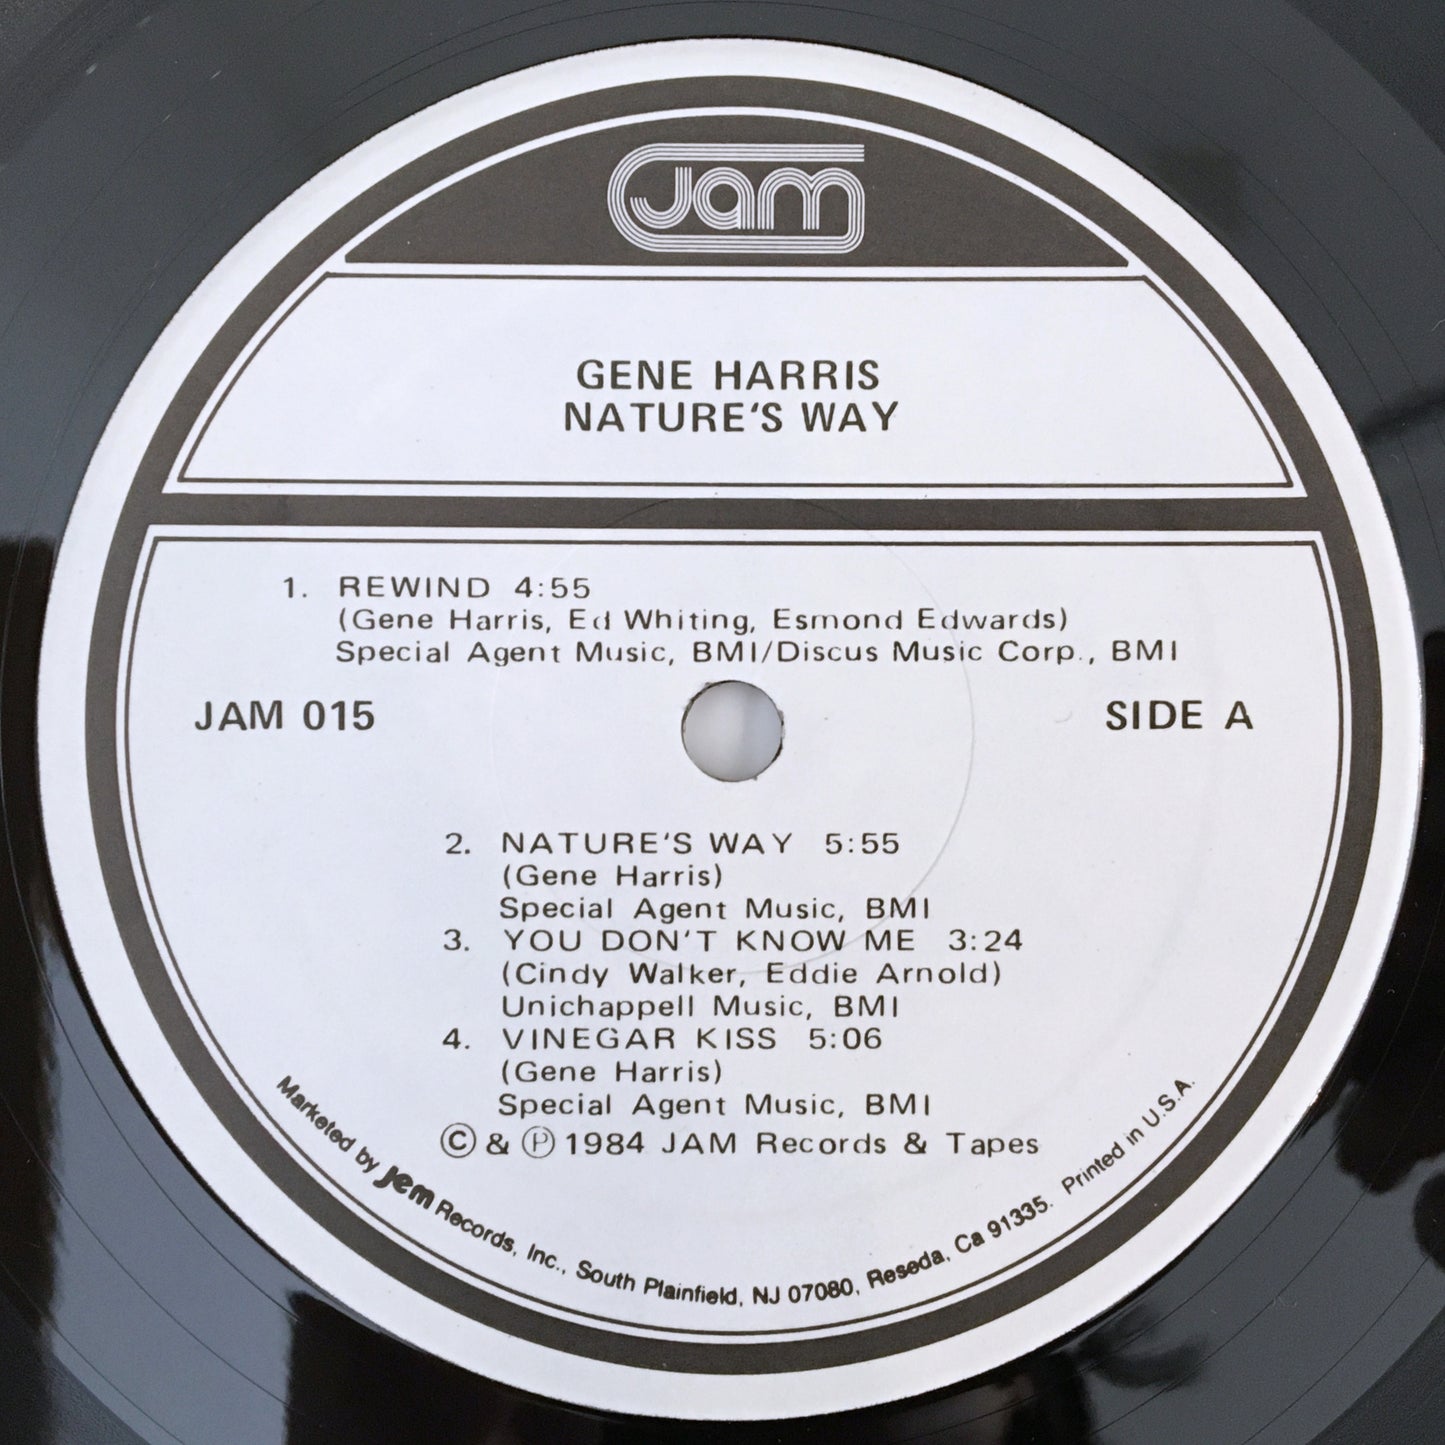 Jam
GENE HARRIS
NATURE'S WAY
1. REWIND 4:55
(Gene Harris, Ed Whiting, Esmond Edwards)
Special Agent Music, BMI/Discus Music Corp., BMI
JAM 015
SIDE A
2. NATURE'S WAY 5:55
(Gene Harris)
Special Agent Music, BMI
3. YOU DON'T KNOW ME 3:24
(Cindy Walker, Eddie Arnold)
Unichappell Music, BMI
4. VINEGAR KISS 5:06
(Gene Harris)
Special Agent Music, BMI
© & ℗ 1984 JAM Records & Tapes
Marketed by Jem Records, Inc., South Plainfield, NJ 07080, Reseda, Ca 91335. Printed in U.S.A.